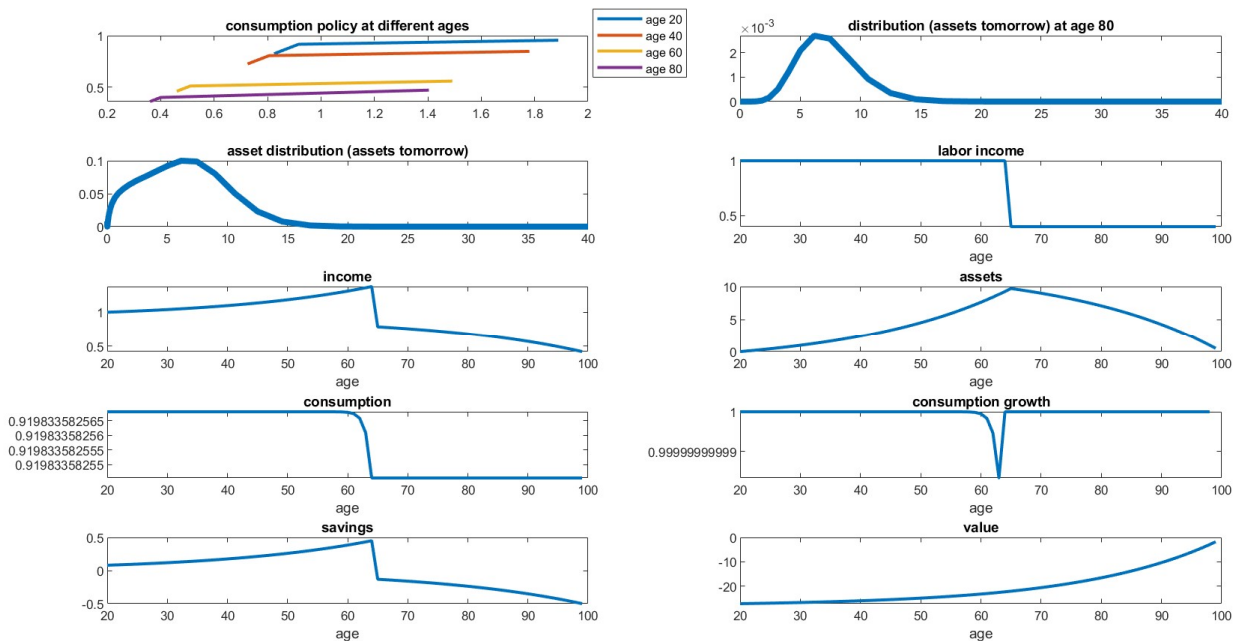 consumption policy at different ages
1
0.5
0.2 0.4 0.6 0.8 1 1.2 1.4 1.6 1.8 2
age 20
age 40
age 60
age 80
distribution (assets tomorrow) at age 80
×10⁻³
2
1
0
0 5 10 15 20 25 30 35 40
asset distribution (assets tomorrow)
0.1
0.05
0
0 5 10 15 20 25 30 35 40
labor income
1
0.5
20 30 40 50 60 70 80 90 100
age
income
1
0.5
20 30 40 50 60 70 80 90 100
age
assets
10
5
0
20 30 40 50 60 70 80 90 100
age
consumption
0.919833582565
0.91983358256
0.919833582555
0.91983358255
20 30 40 50 60 70 80 90 100
age
consumption growth
1
0.99999999999
20 30 40 50 60 70 80 90 100
age
savings
0.5
0
-0.5
20 30 40 50 60 70 80 90 100
age
value
0
-10
-20
20 30 40 50 60 70 80 90 100
age